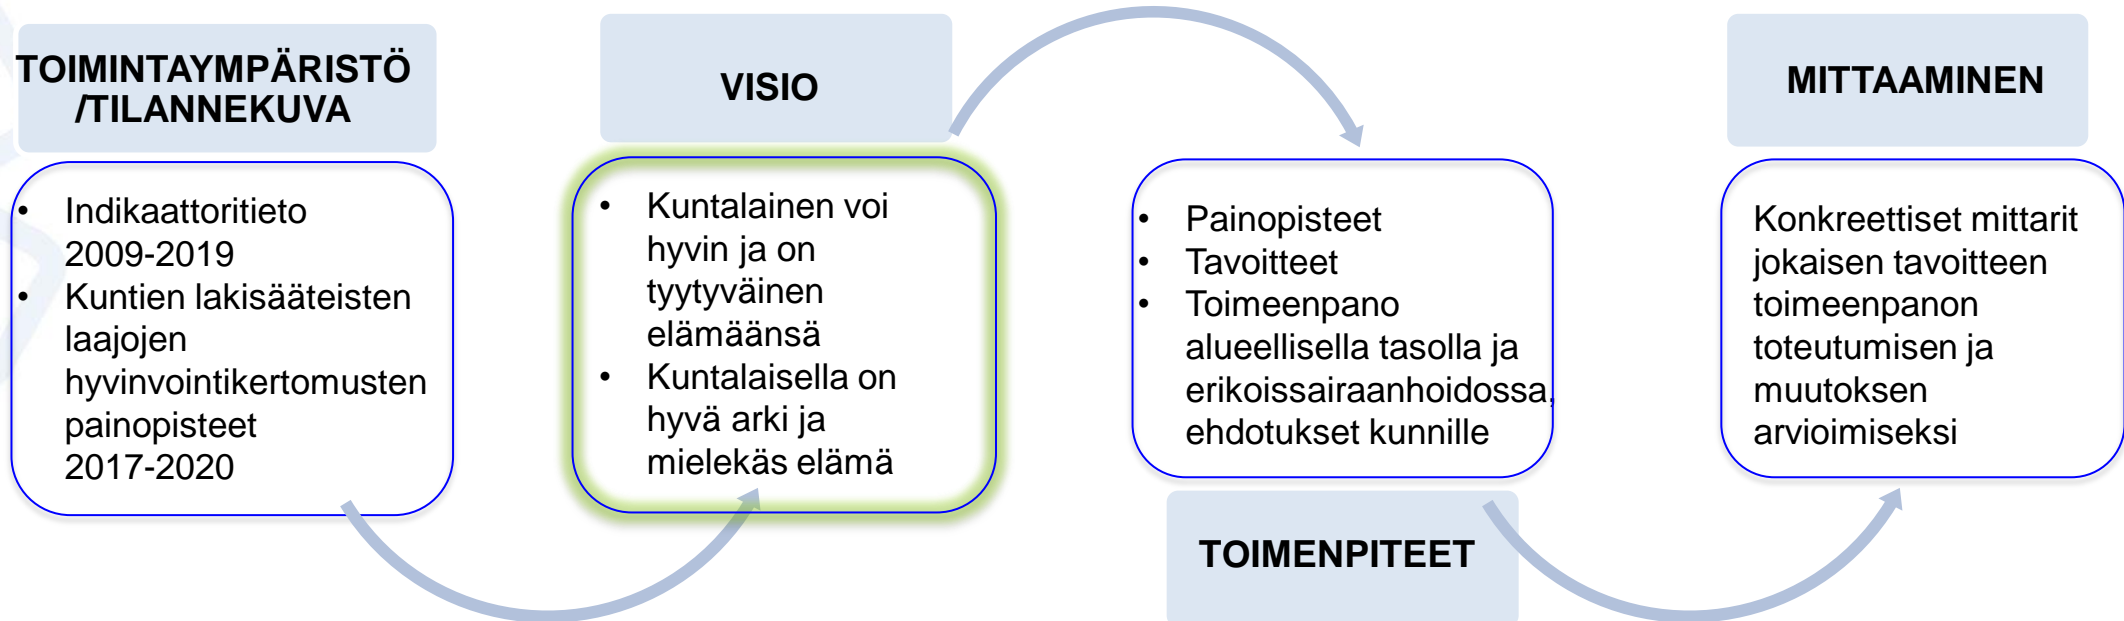 TOIMINTAYMPÄRISTÖ
/TILANNEKUVA
• Indikaattoritieto
2009-2019
• Kuntien lakisääteisten
laajojen
hyvinvointikertomusten
painopisteet
2017-2020
VISIO
• Kuntalainen voi
hyvin ja on
tyytyväinen
elämäänsä
• Kuntalaisella on
hyvä arki ja
mielekäs elämä
• Painopisteet
• Tavoitteet
• Toimeenpano
alueellisella tasolla ja
erikoissairaanhoidossa,
ehdotukset kunnille
TOIMENPITEET
MITTAAMINEN
Konkreettiset mittarit
jokaisen tavoitteen
toimeenpanon
toteutumisen ja
muutoksen
arvioimiseksi